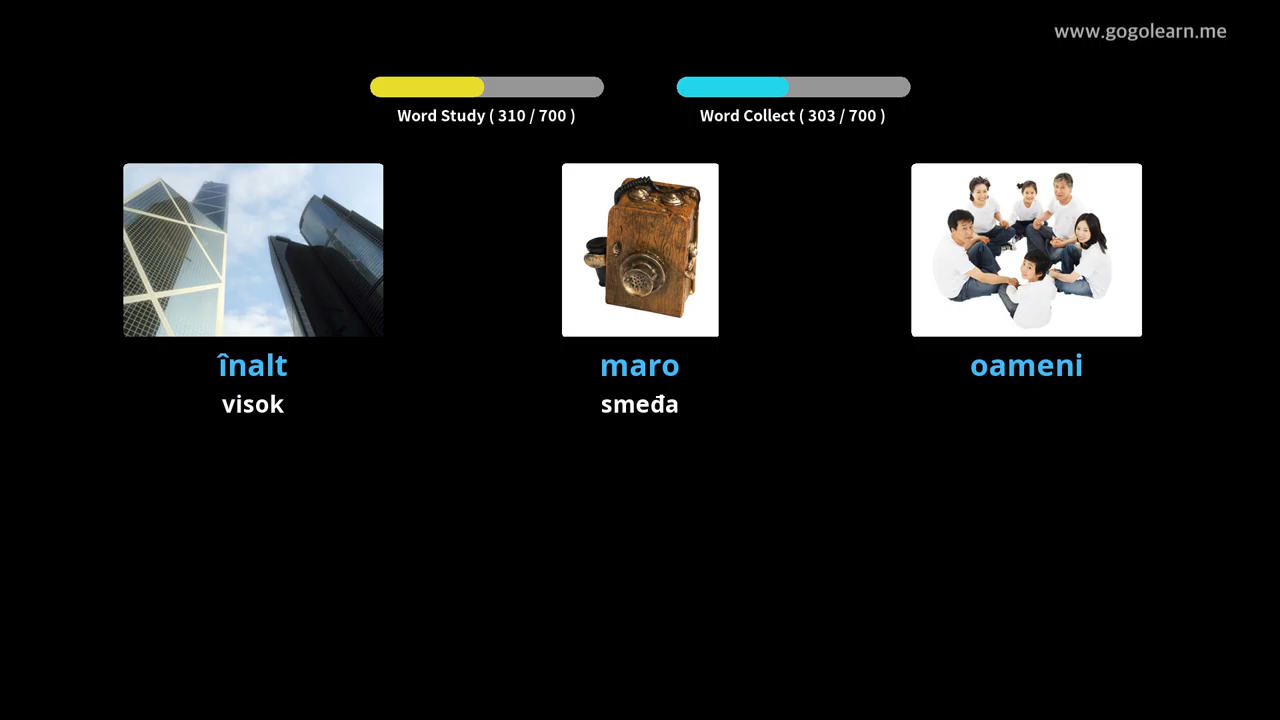 www.gogolearn.me
Word Study ( 310 / 700 )
Word Collect ( 303 / 700 )
înalt
maro
oameni
visok
smeđa